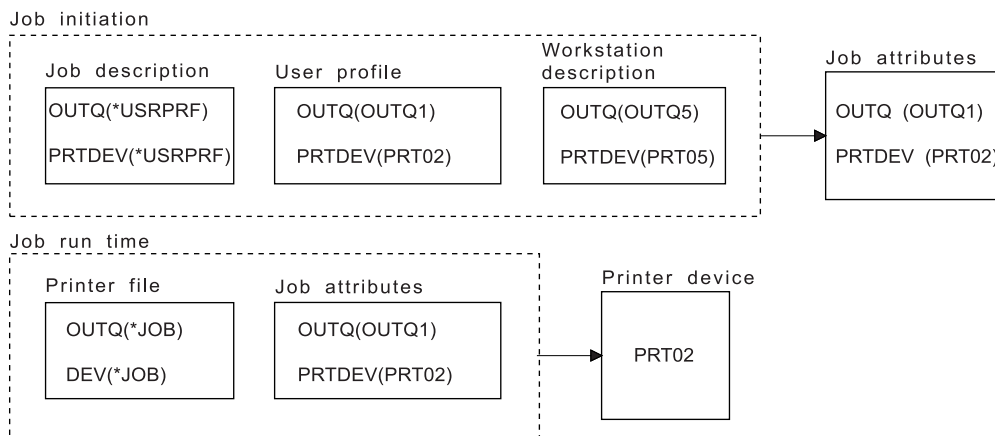 Job initiation
Job description
OUTQ(*USRPRF)
PRTDEV(*USRPRF)
User profile
OUTQ(OUTQ1)
PRTDEV(PRT02)
Workstation
description
OUTQ(OUTQ5)
PRTDEV(PRT05)
Job attributes
OUTQ (OUTQ1)
PRTDEV (PRT02)
Job run time
Printer file
OUTQ(*JOB)
DEV(*JOB)
Job attributes
OUTQ(OUTQ1)
PRTDEV(PRT02)
Printer device
PRT02